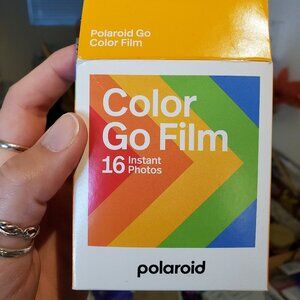 Polaroid Go
Color Film
Color
Go Film
16 Instant
Photos
polaroid